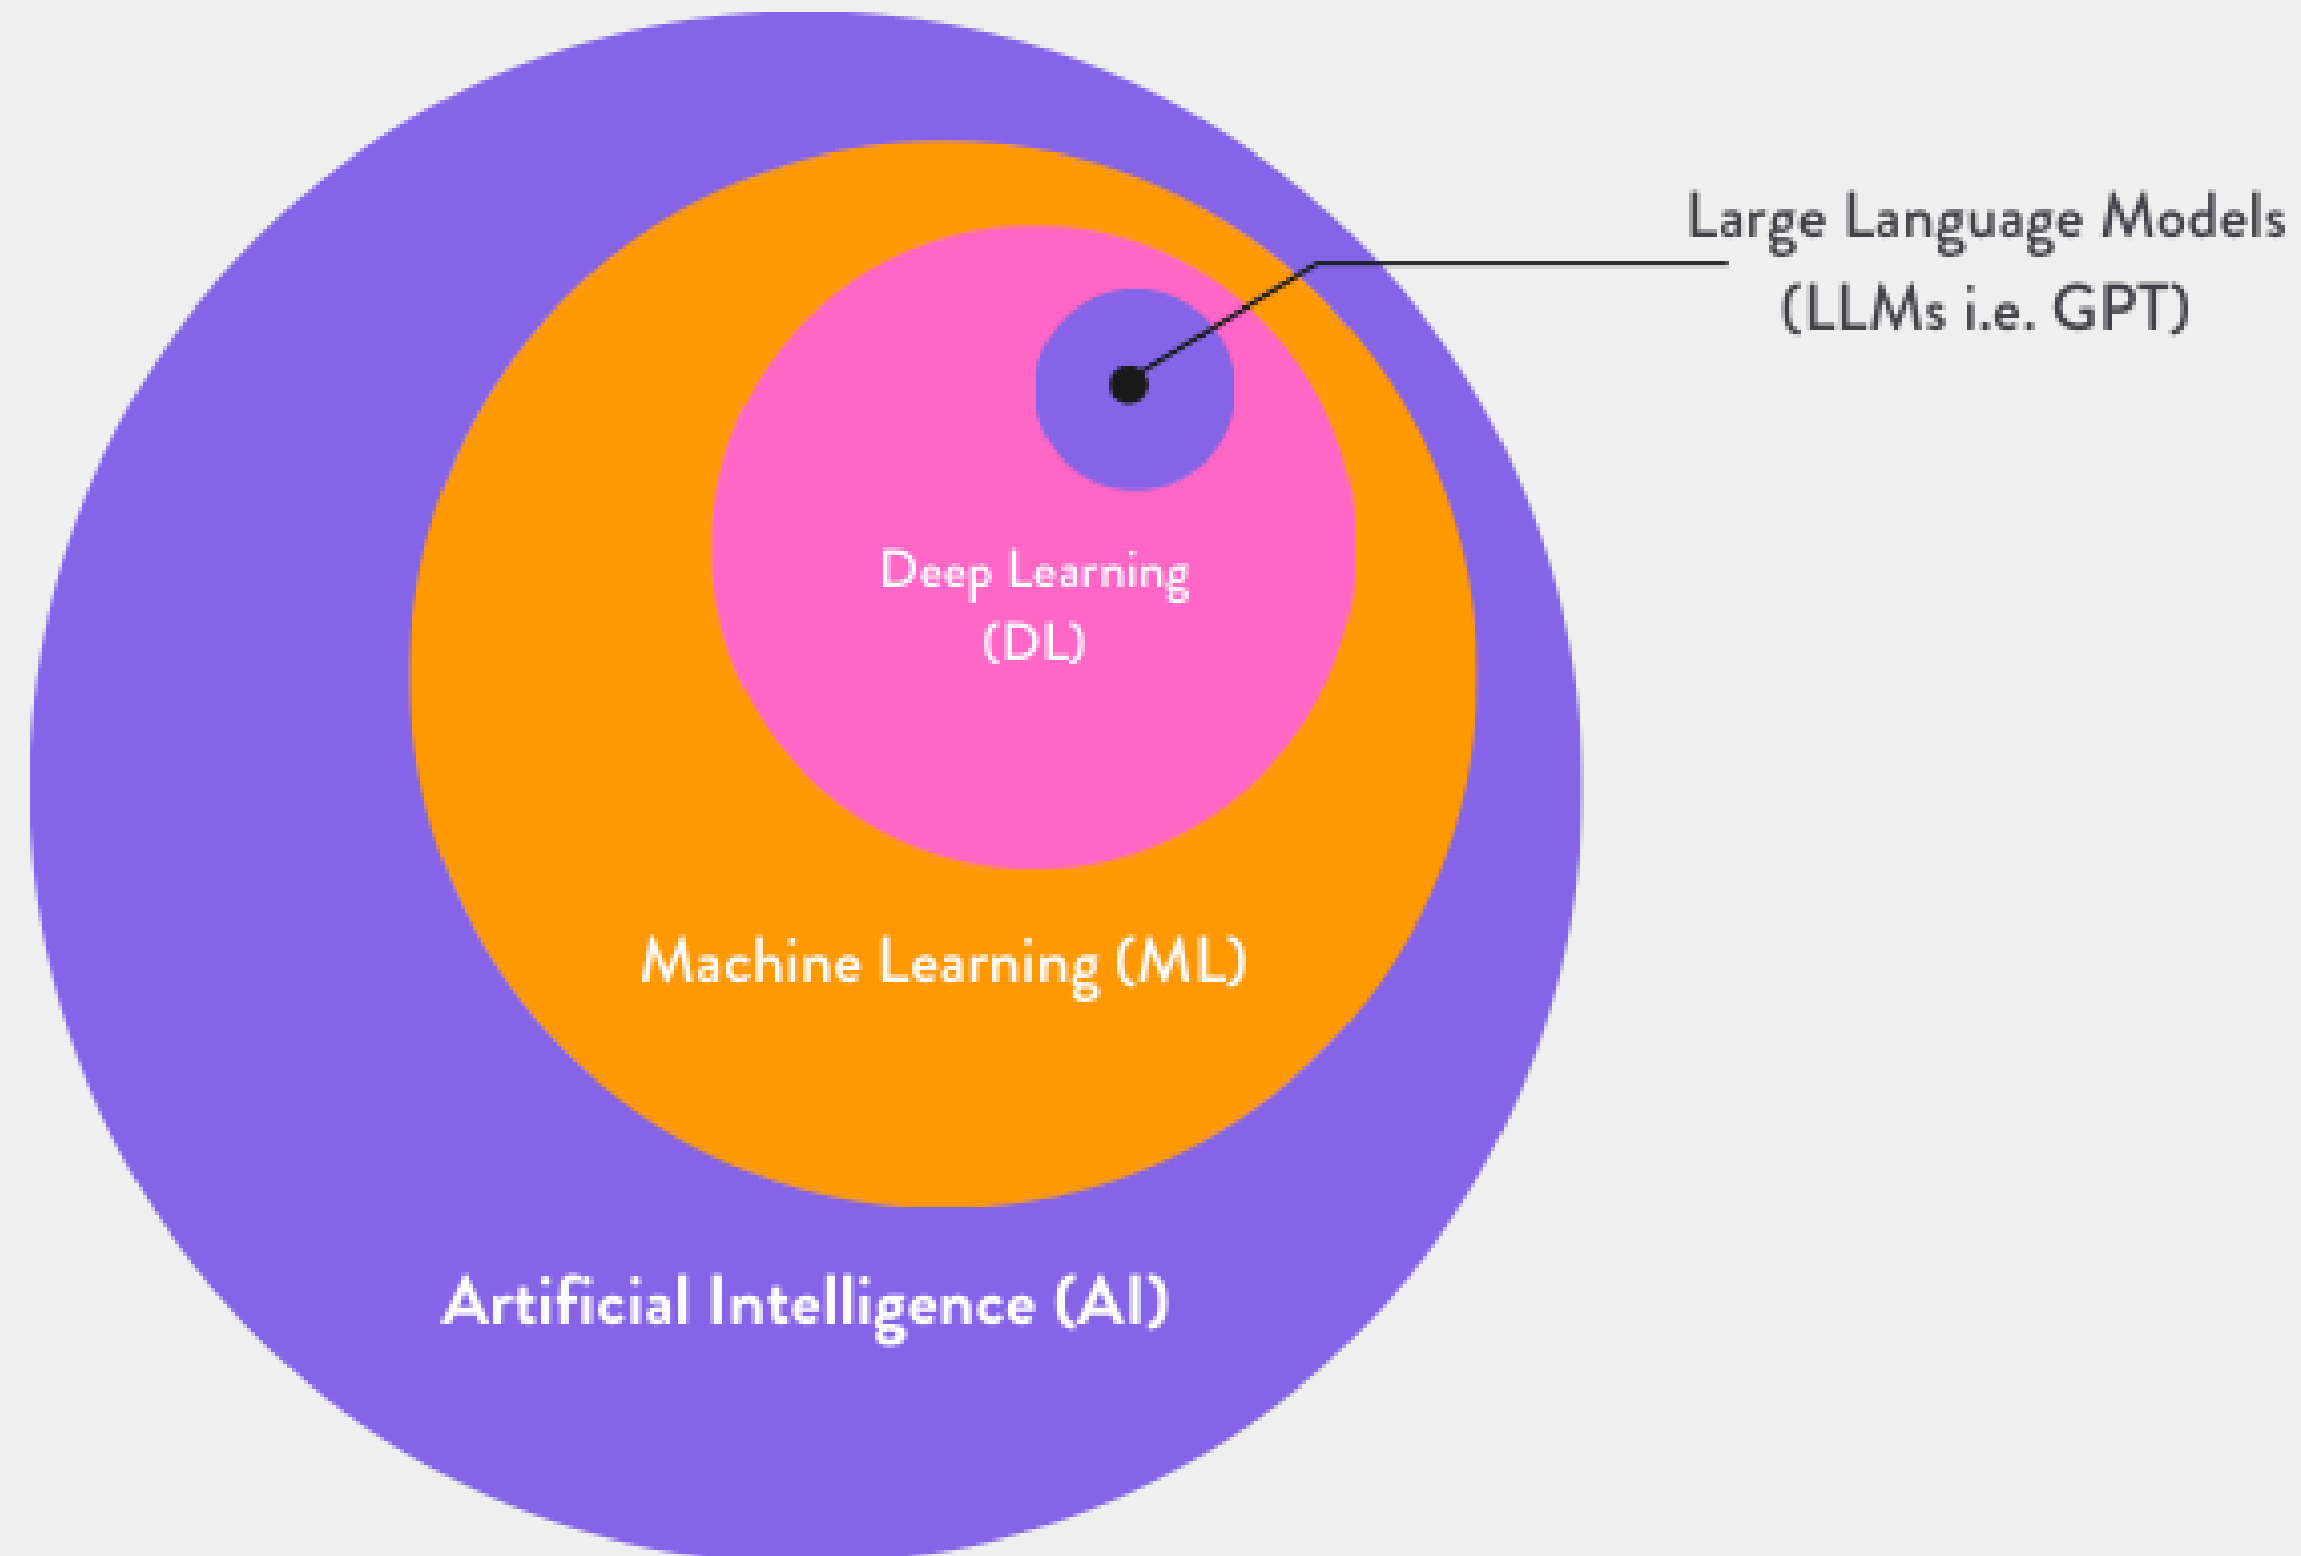 Large Language Models
(LLMs i.e. GPT)
Deep Learning
(DL)
Machine Learning (ML)
Artificial Intelligence (AI)